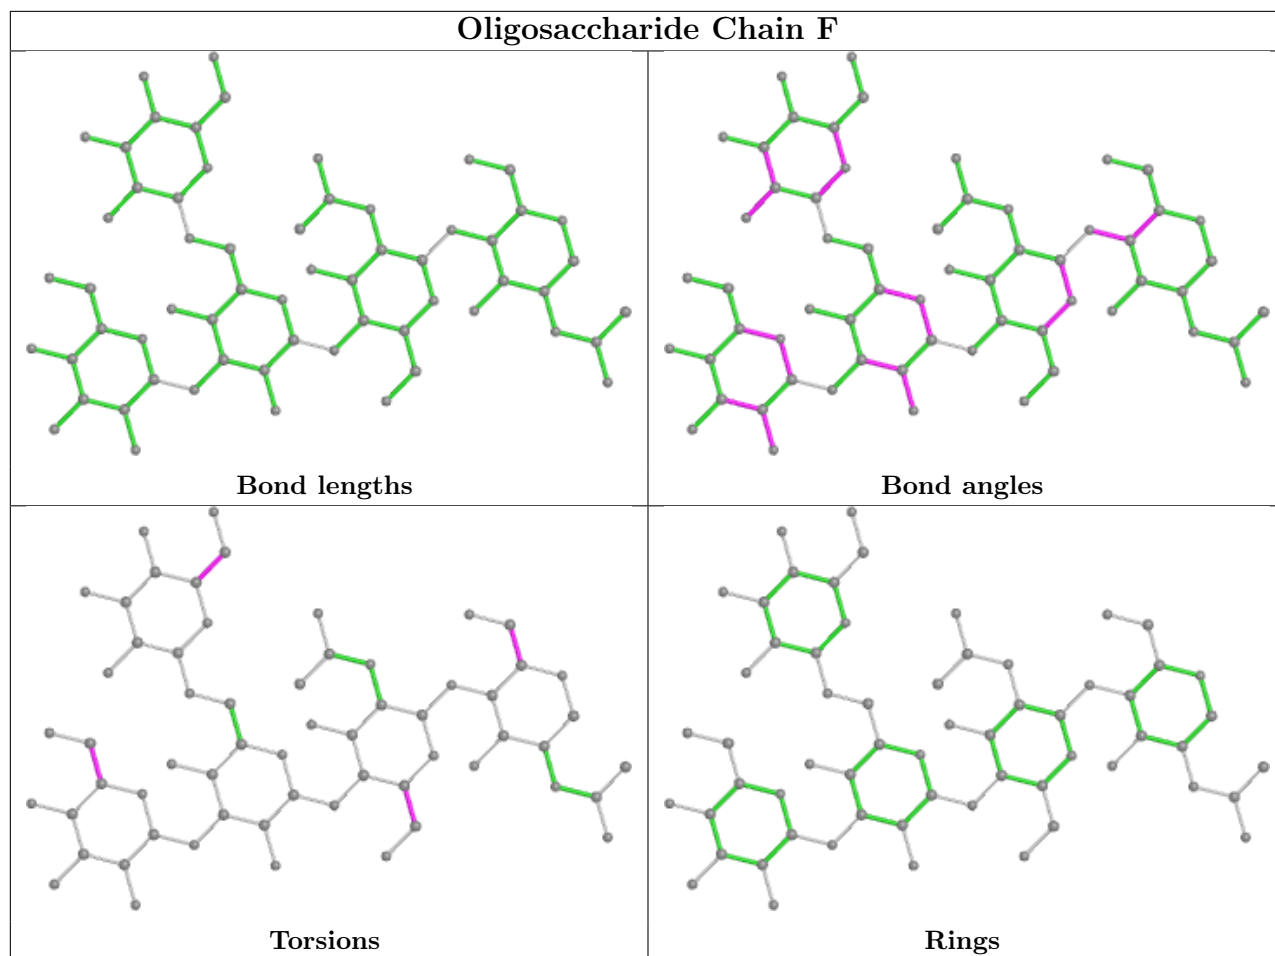 Oligosaccharide Chain F
Bond lengths
Bond angles
Torsions
Rings